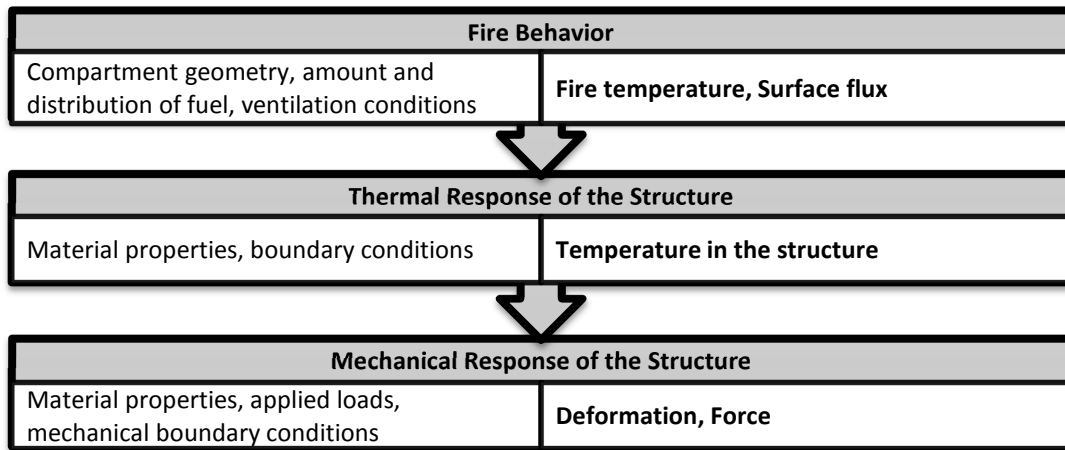 Fire Behavior
Compartment geometry, amount and
distribution of fuel, ventilation conditions
Fire temperature, Surface flux
Thermal Response of the Structure
Material properties, boundary conditions
Temperature in the structure
Mechanical Response of the Structure
Material properties, applied loads,
mechanical boundary conditions
Deformation, Force